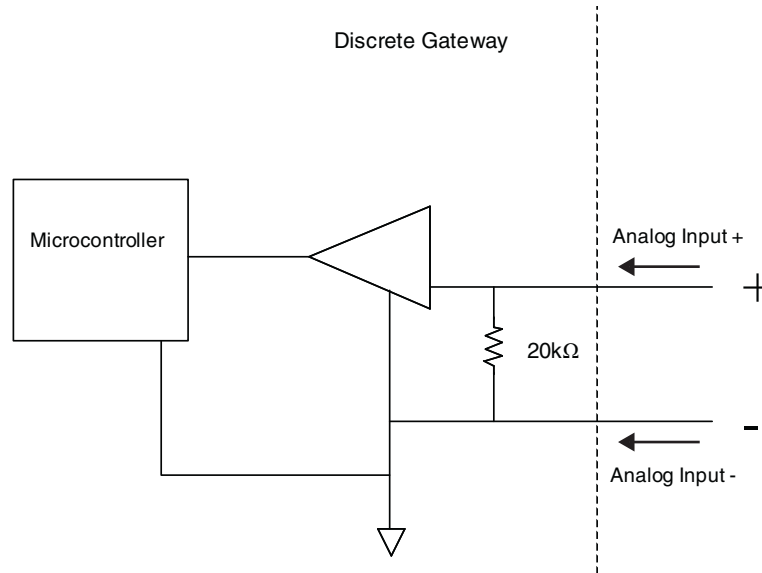 Discrete Gateway
Microcontroller
Analog Input +
+
20kΩ
-
Analog Input -